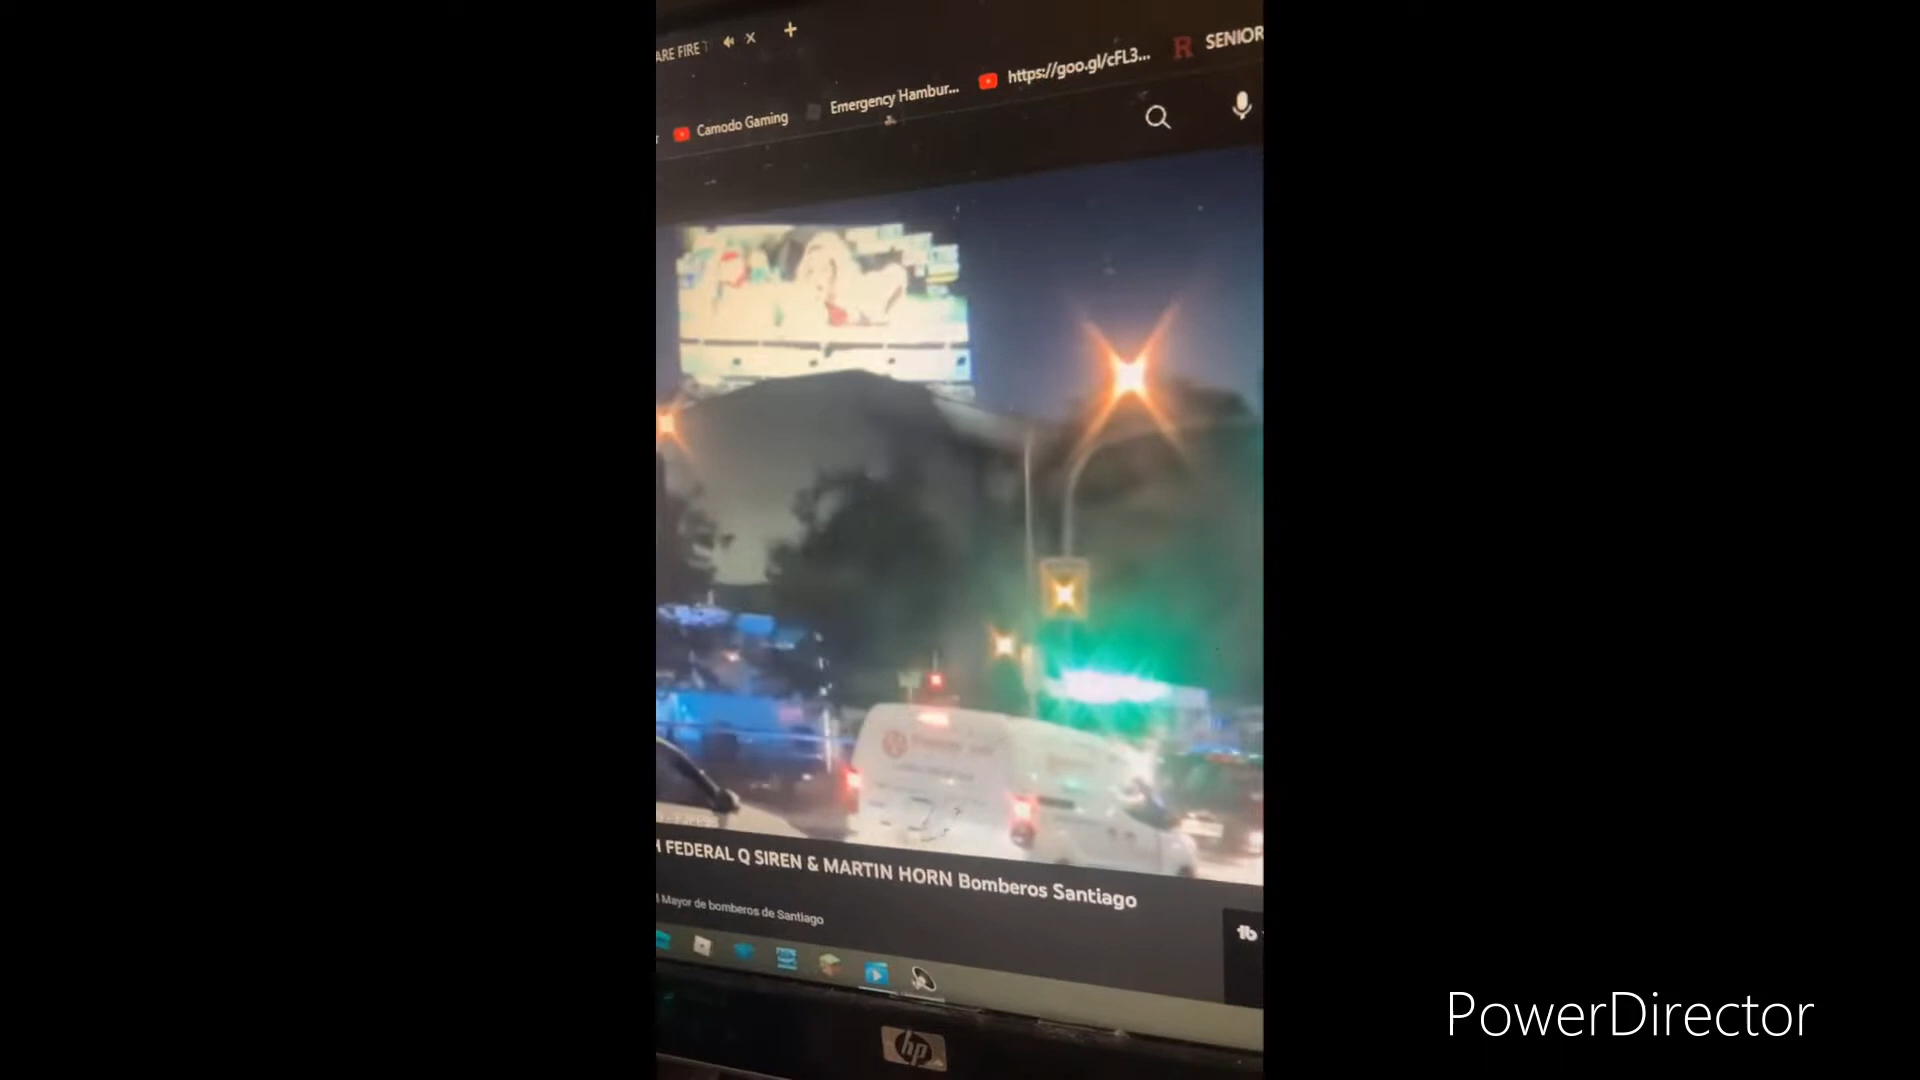 ARE FIRE T
Camodo Gaming
Emergency Hambur...
https://goo.gl/cFL3...
R SENIOR
FEDERAL Q SIREN & MARTIN HORN Bomberos Santiago
Mayor de bomberos de Santiago
hp
PowerDirector